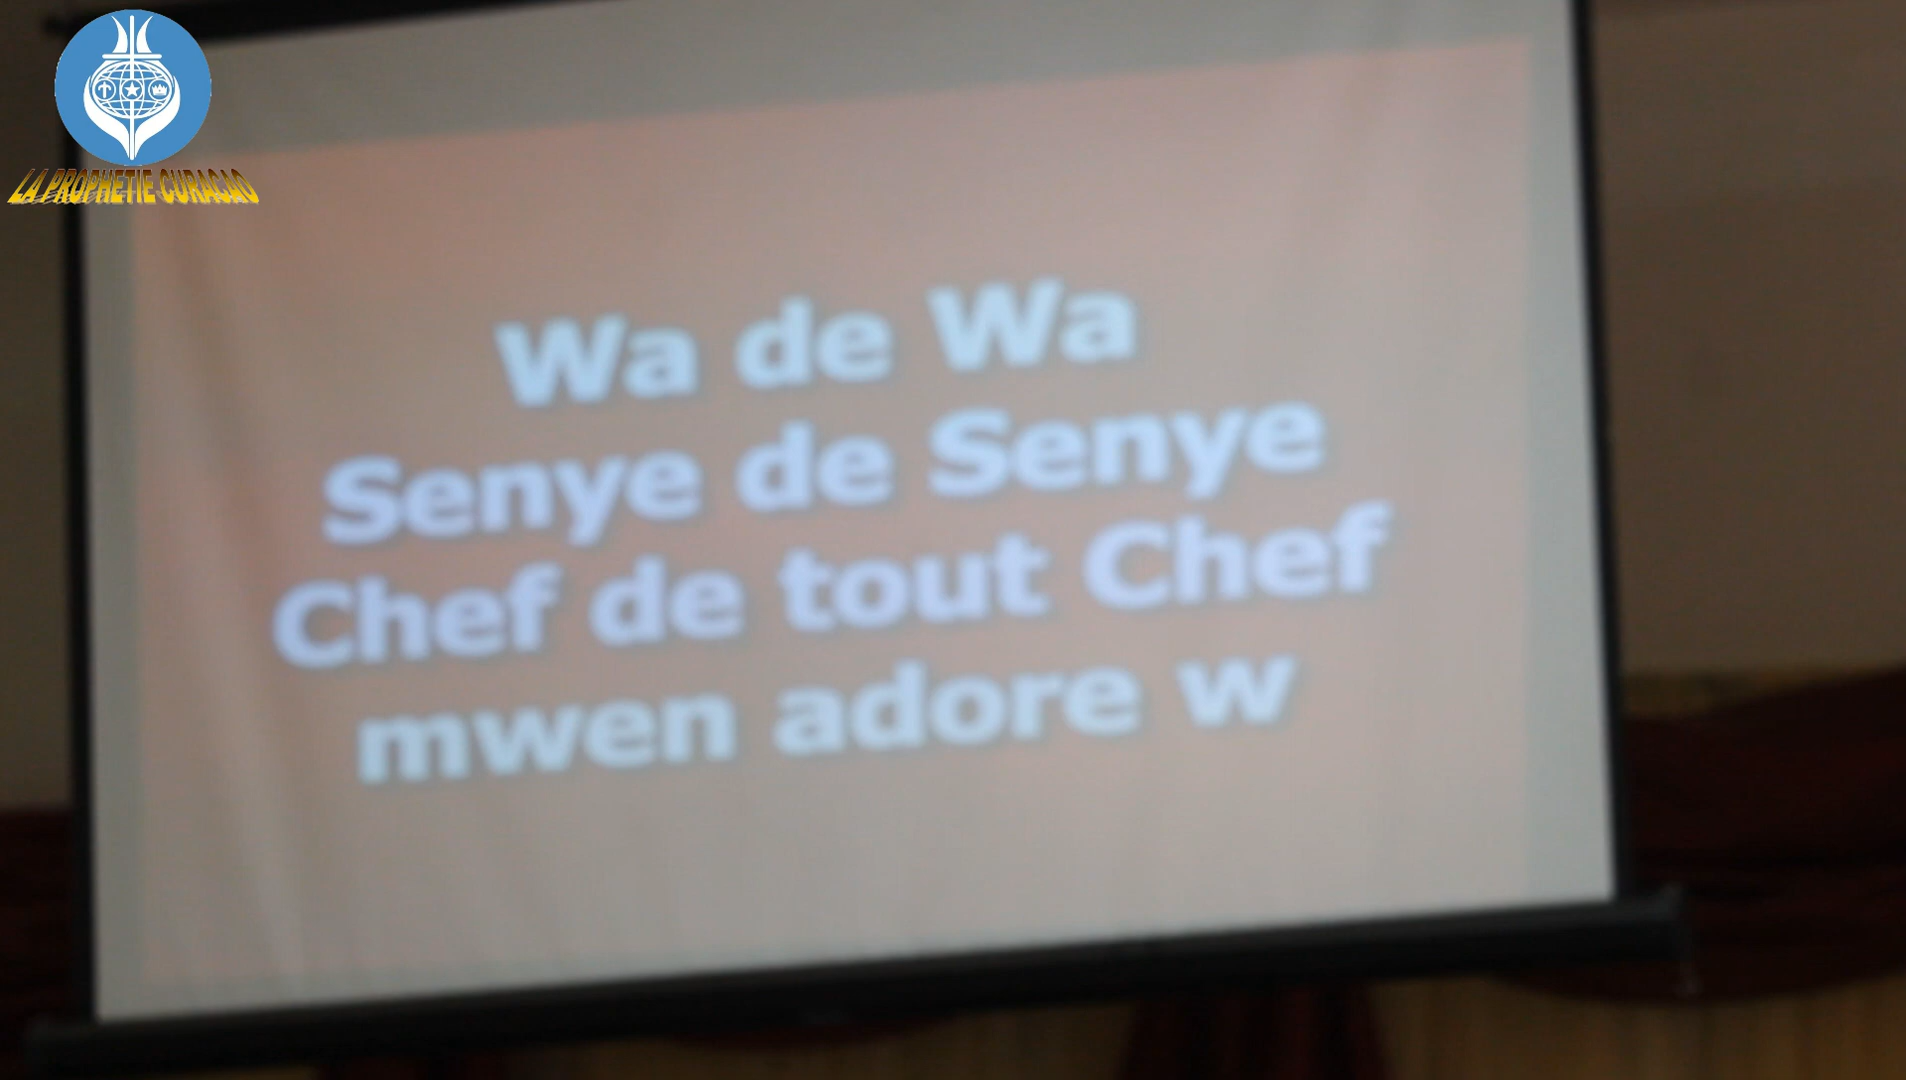 LA PROPHETIE CURACAO
Wa de Wa
Senye de Senye
Chef de tout Chef
mwen adore w